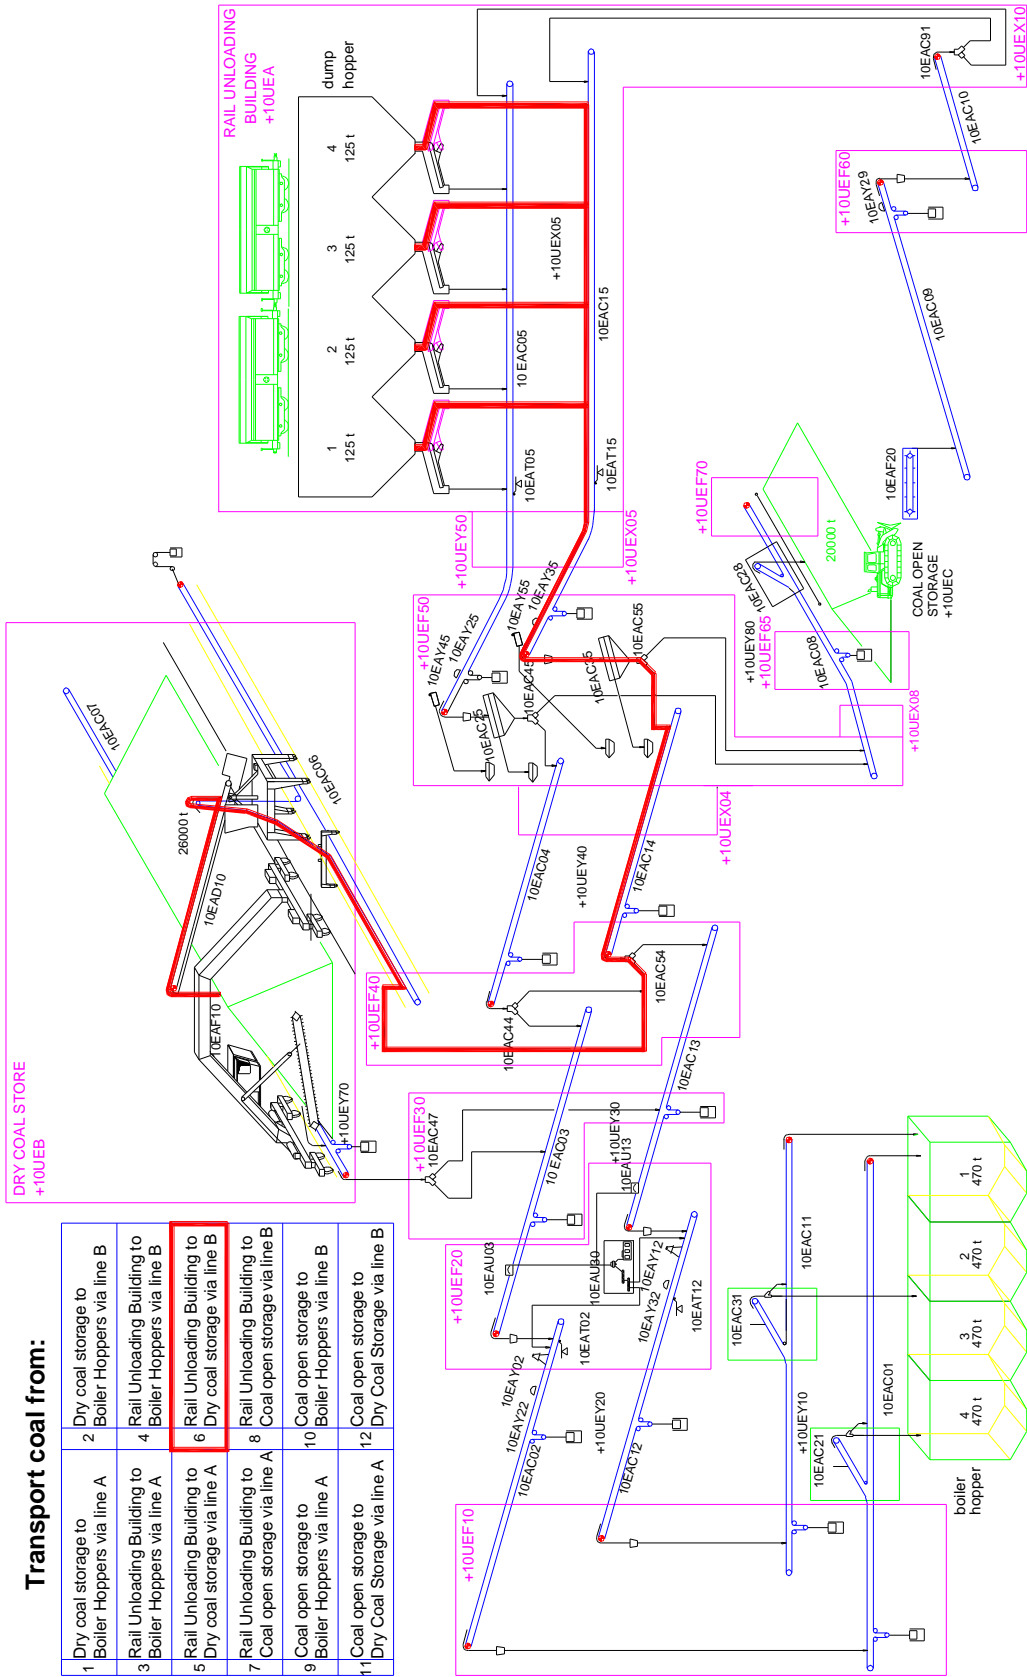 Transport coal from:
1 Dry coal storage to
Boiler Hoppers via line A
2 Dry coal storage to
Boiler Hoppers via line B
3 Rail Unloading Building to
Boiler Hoppers via line A
4 Rail Unloading Building to
Boiler Hoppers via line B
5 Rail Unloading Building to
Dry coal storage via line A
6 Rail Unloading Building to
Dry coal storage via line B
7 Rail Unloading Building to
Coal open storage via line A
8 Rail Unloading Building to
Coal open storage via line B
9 Coal open storage to
Boiler Hoppers via line A
10 Coal open storage to
Boiler Hoppers via line B
11 Coal open storage to
Dry Coal Storage via line A
12 Coal open storage to
Dry Coal Storage via line B
DRY COAL STORE
+10UEB
10EAF10
10EAD10
26000 t
10EAC07
10EAC06
+10UEY70
RAIL UNLOADING
BUILDING
+10UEA
dump
hopper
1
125 t
2
125 t
3
125 t
4
125 t
10 EAC05
+10UEX05
10EAC15
10EAT05
10EAT15
+10UEY50
+10UEX05
+10UEF50
10EAY45
10EAY25
10EAY55
10EAY35
10EAC25
10EAC45
10EAC35
10EAC55
+10UEX04
10EAC04
+10UEY40
10EAC14
+10UEF40
10EAC44
10EAC54
+10UEF30
10EAC47
10 EAC03
+10UEY30
10EAC13
10EAU13
+10UEF20
10EAU03
10EAU30
10EAY12
10EAY32
10EAT12
10EAT02
10EAY02
10EAY22
10EAC02
+10UEY20
10EAC12
+10UEF10
10EAC31
10EAC11
10EAC21
+10UEY10
10EAC01
boiler
hopper
1
470 t
2
470 t
3
470 t
4
470 t
+10UEF70
20000 t
10EAC28
+10UEY80
+10UEF65
10EAC08
+10UEX08
COAL OPEN
STORAGE
+10UEC
10EAF20
10EAC09
+10UEF60
10EAY29
10EAC10
10EAC91
+10UEX10